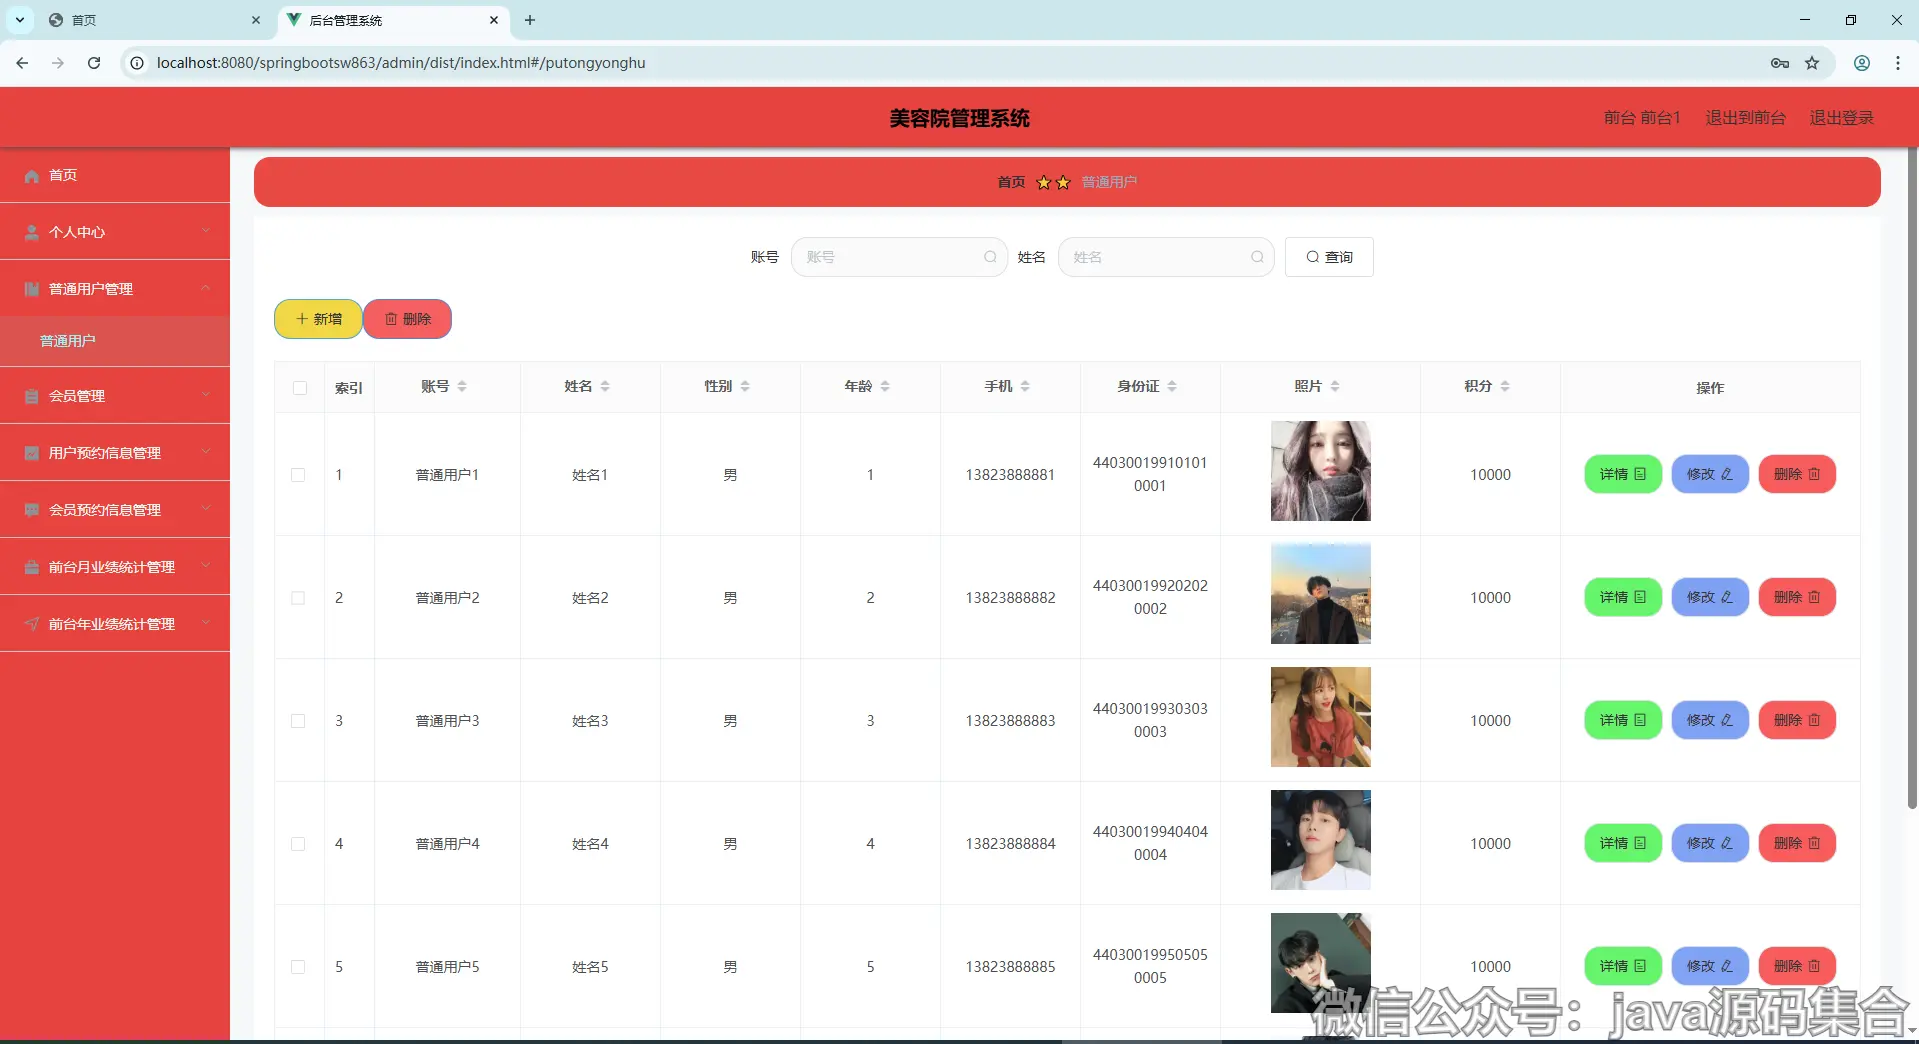 首页
后台管理系统
localhost:8080/springbootsw863/admin/dist/index.html#/putongyonghu
美容院管理系统
前台 前台1 退出到前台 退出登录
首页
个人中心
普通用户管理
普通用户
会员管理
用户预约信息管理
会员预约信息管理
前台月业绩统计管理
前台年业绩统计管理
首页 普通用户
账号 账号 姓名 姓名 查询
新增 删除
索引 账号 姓名 性别 年龄 手机 身份证 照片 积分 操作
1 普通用户1 姓名1 男 1 13823888881 44030019910101 10000 详情 修改 删除
0001
2 普通用户2 姓名2 男 2 13823888882 44030019920202 10000 详情 修改 删除
0002
3 普通用户3 姓名3 男 3 13823888883 44030019930303 10000 详情 修改 删除
0003
4 普通用户4 姓名4 男 4 13823888884 44030019940404 10000 详情 修改 删除
0004
5 普通用户5 姓名5 男 5 13823888885 44030019950505 10000 详情 修改 删除
0005
微信公众号：java源码集合